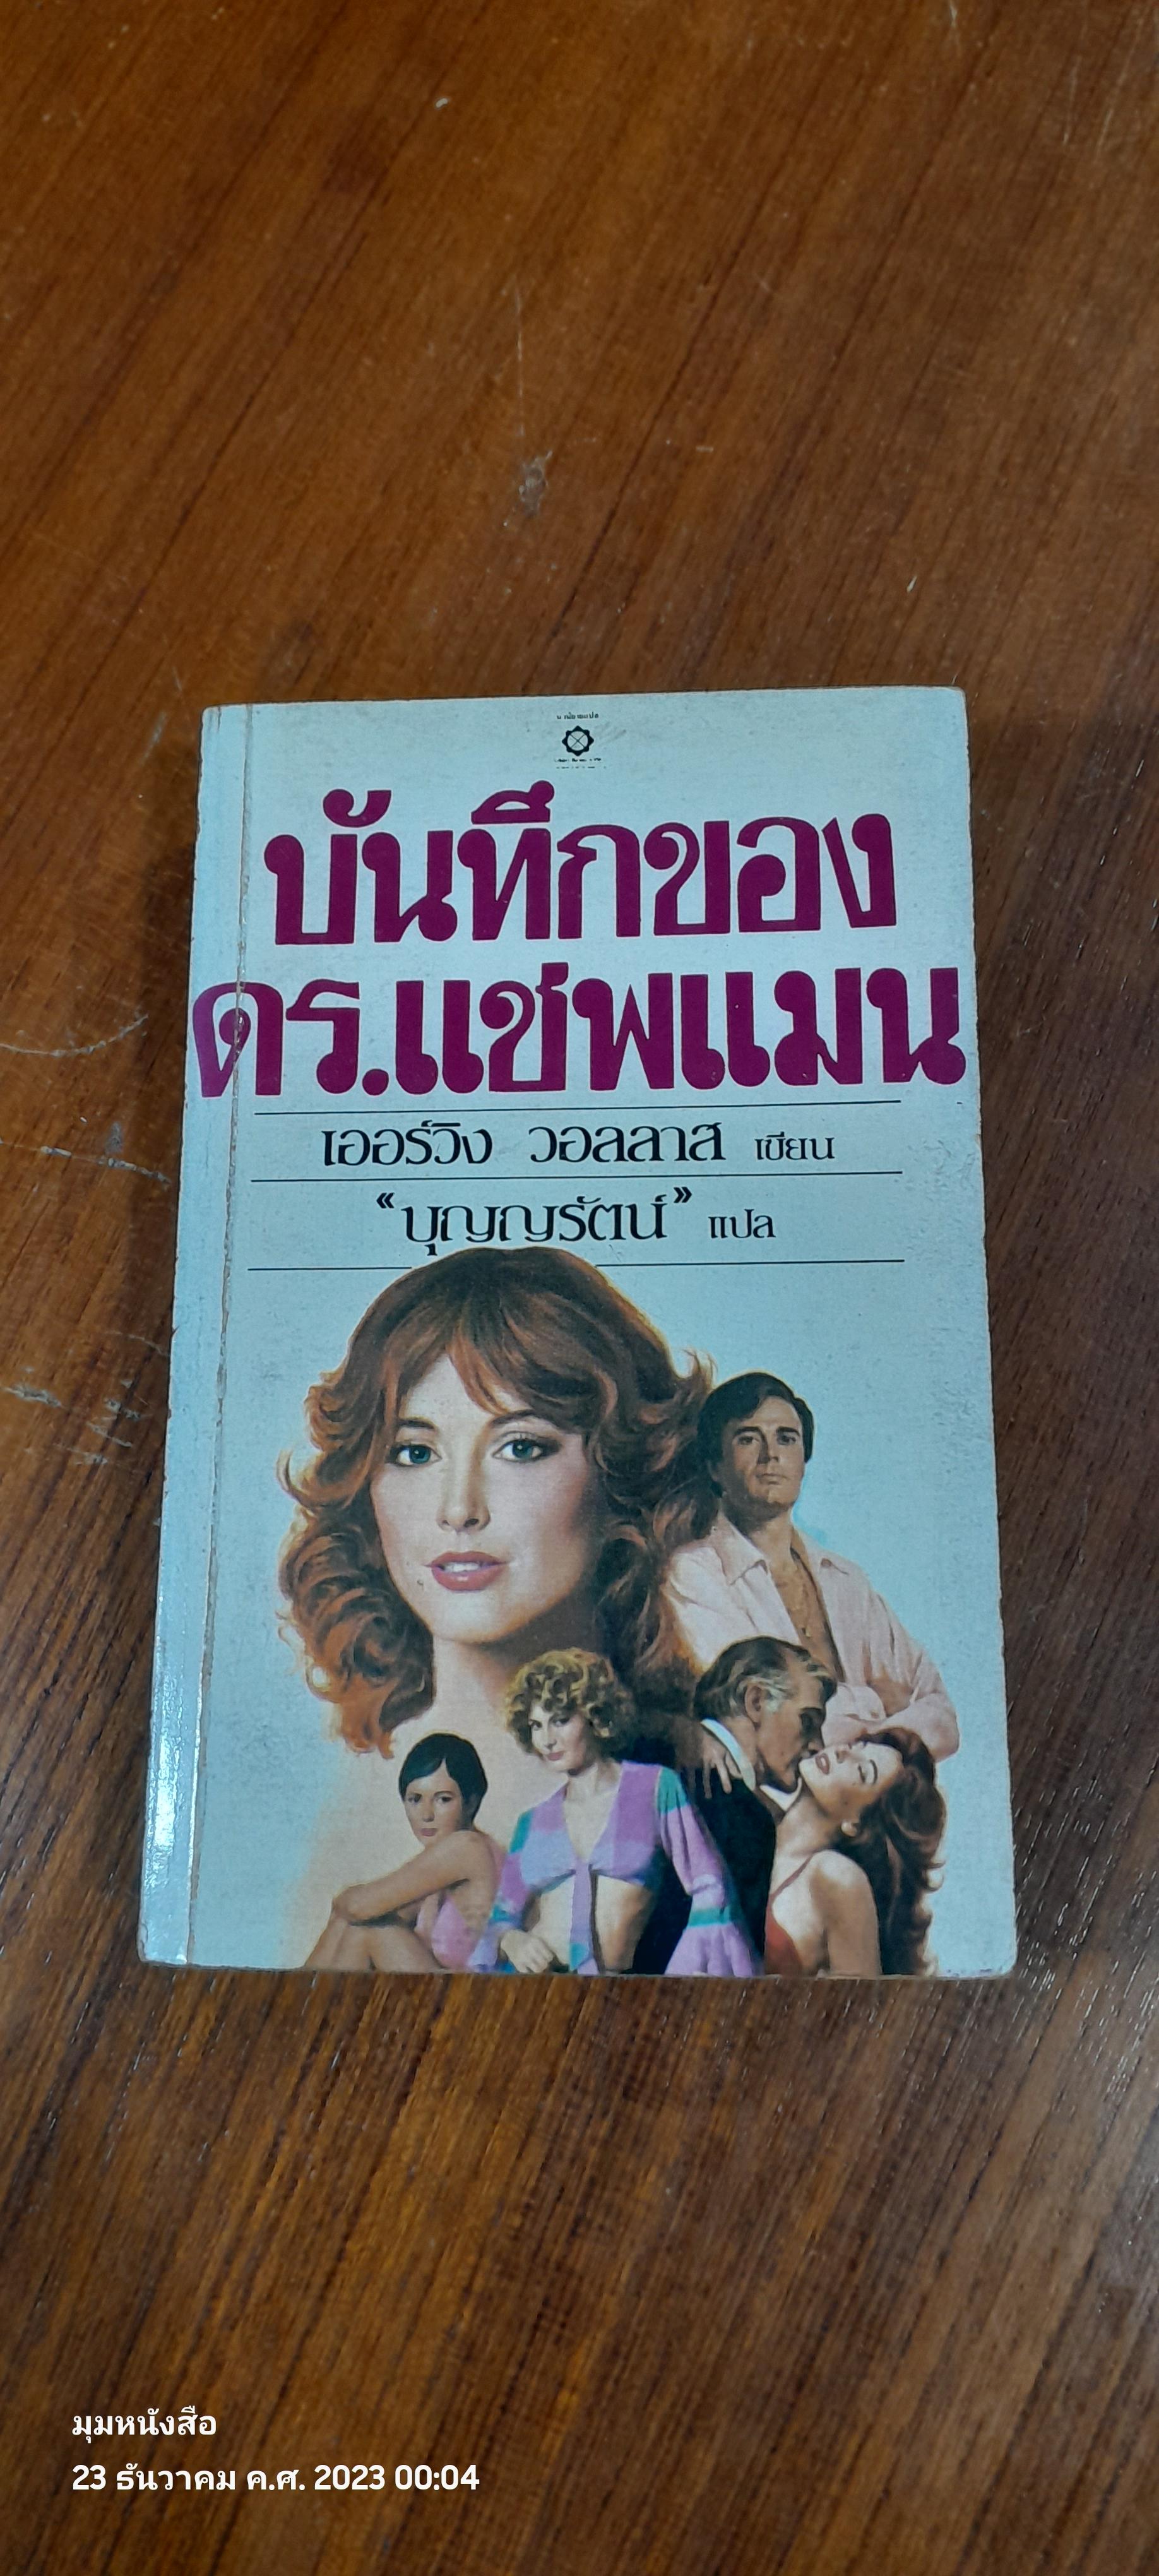 บันทึกของ
ดร.แชพแมน
เออร์วิง วอลลาส เขียน
“บุญญรัตน์” แปล
มุมหนังสือ
23 ธันวาคม ค.ศ. 2023 00:04